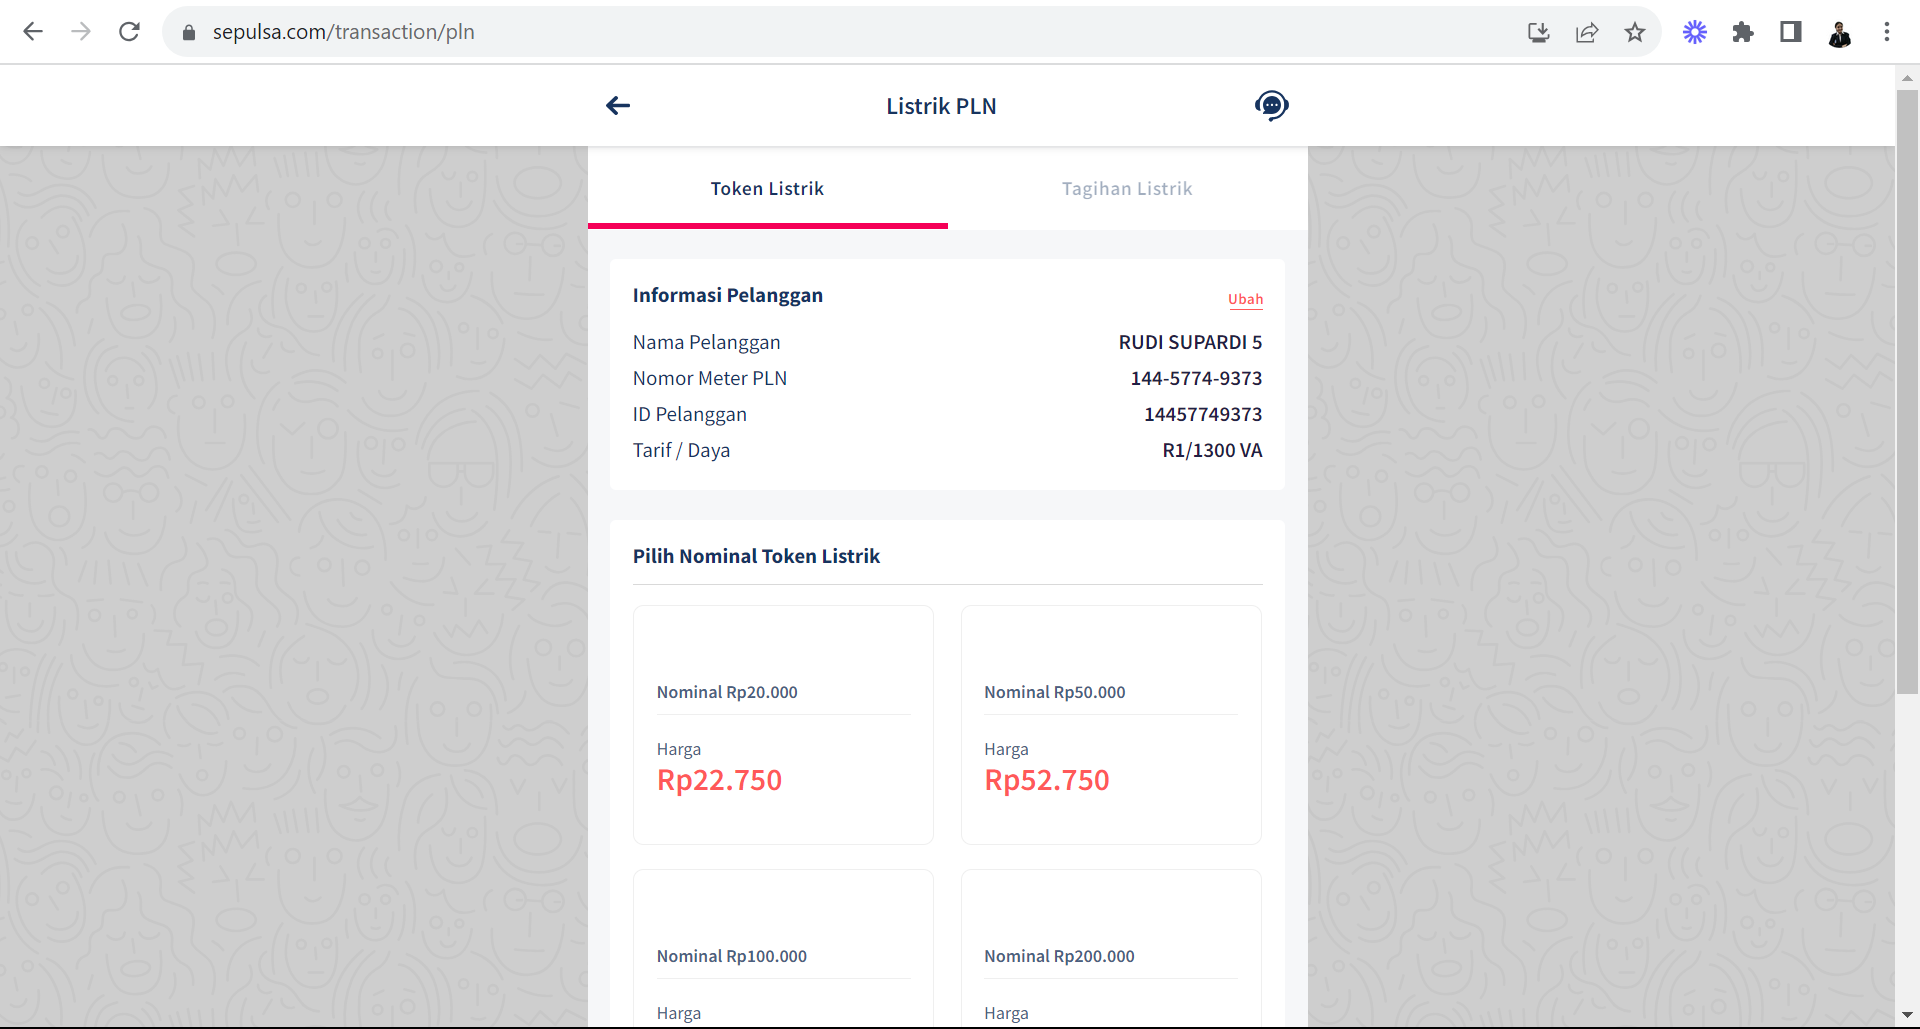 sepulsa.com/transaction/pln
Listrik PLN
Token Listrik
Tagihan Listrik
Informasi Pelanggan
Ubah
Nama Pelanggan RUDI SUPARDI 5
Nomor Meter PLN 144-5774-9373
ID Pelanggan 14457749373
Tarif / Daya R1/1300 VA
Pilih Nominal Token Listrik
Nominal Rp20.000
Harga
Rp22.750
Nominal Rp50.000
Harga
Rp52.750
Nominal Rp100.000
Harga
Nominal Rp200.000
Harga